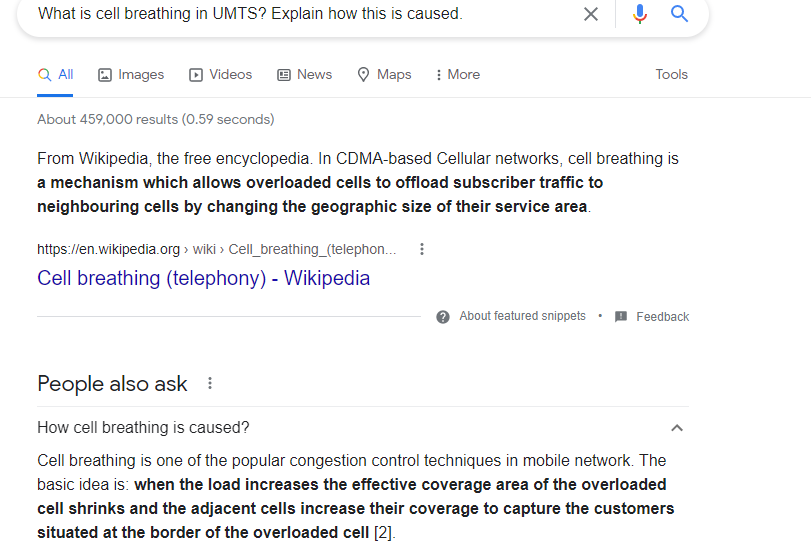 What is cell breathing in UMTS? Explain how this is caused.
All Images Videos News Maps More Tools
About 459,000 results (0.59 seconds)
From Wikipedia, the free encyclopedia. In CDMA-based Cellular networks, cell breathing is
a mechanism which allows overloaded cells to offload subscriber traffic to
neighbouring cells by changing the geographic size of their service area.
https://en.wikipedia.org › wiki › Cell_breathing_(telephon...
Cell breathing (telephony) - Wikipedia
About featured snippets • Feedback
People also ask
How cell breathing is caused?
Cell breathing is one of the popular congestion control techniques in mobile network. The
basic idea is: when the load increases the effective coverage area of the overloaded
cell shrinks and the adjacent cells increase their coverage to capture the customers
situated at the border of the overloaded cell [2].